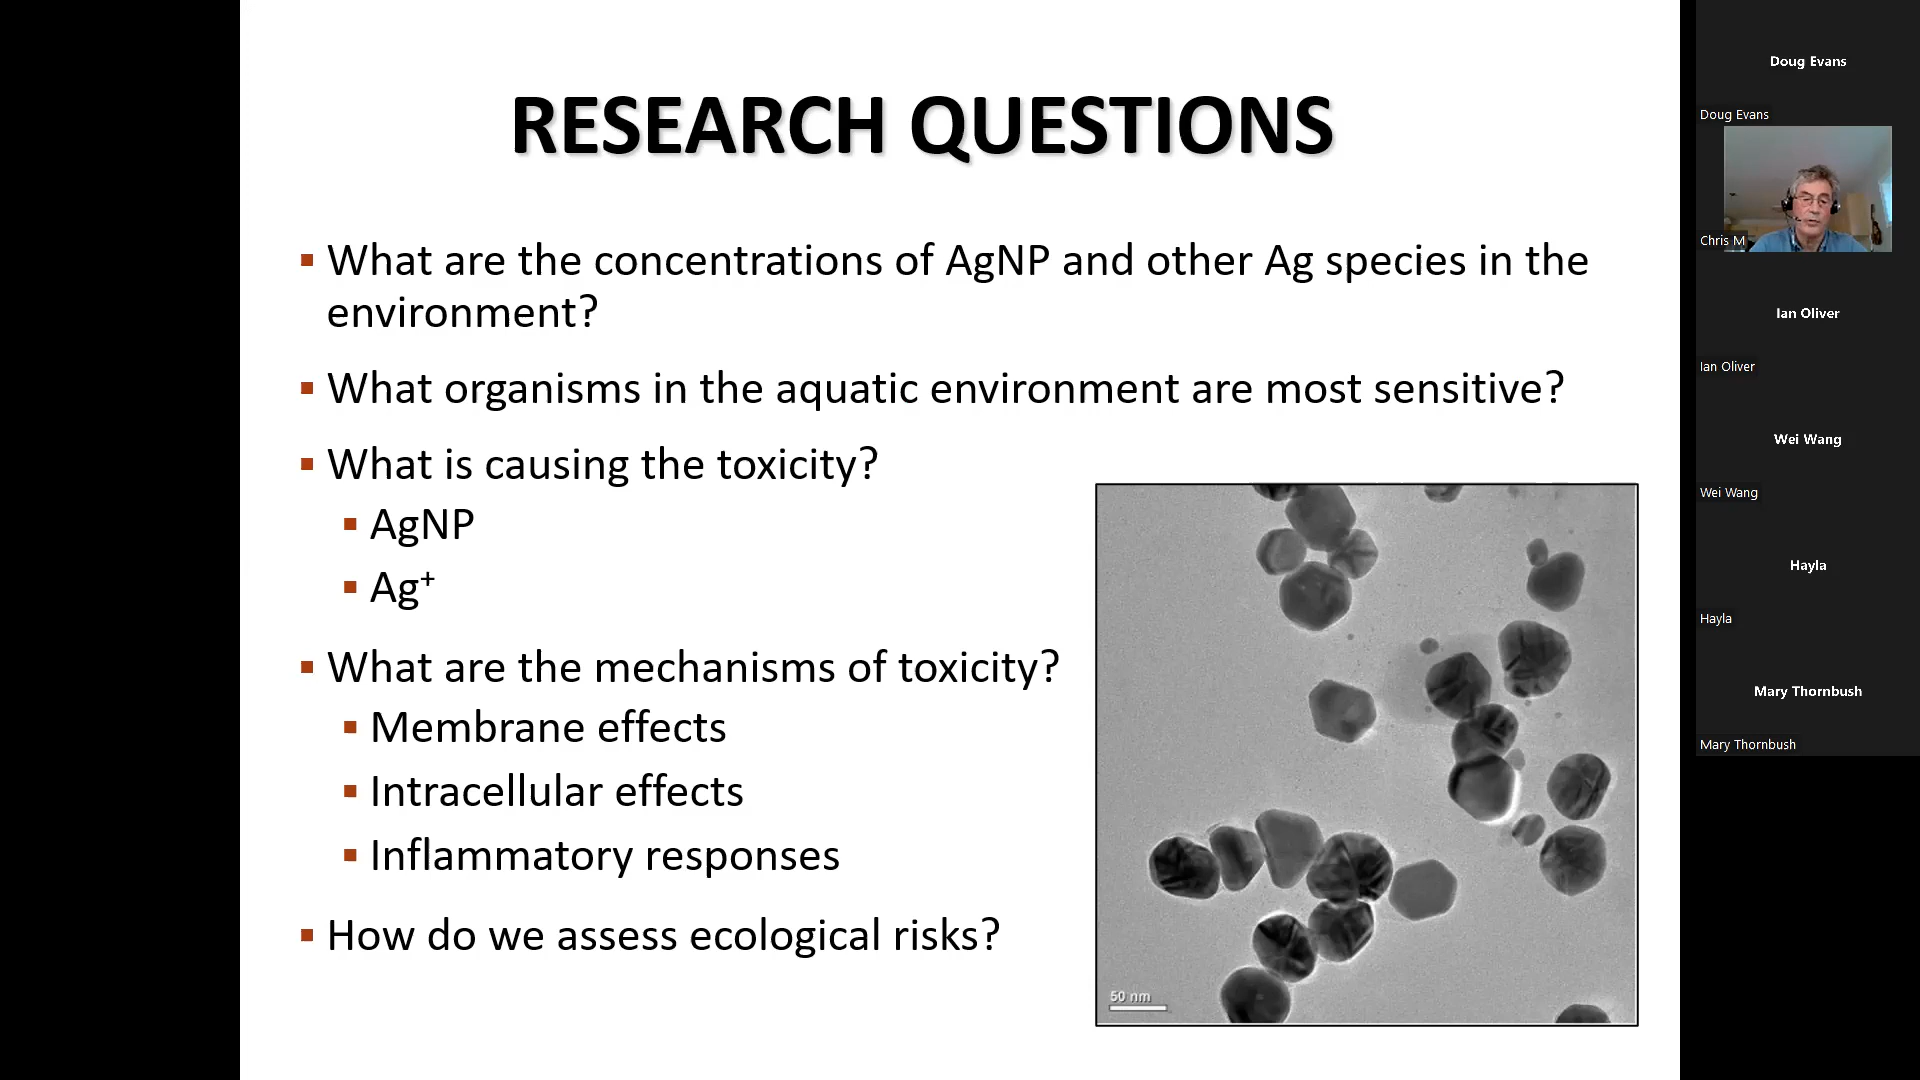 RESEARCH QUESTIONS
What are the concentrations of AgNP and other Ag species in the
environment?
What organisms in the aquatic environment are most sensitive?
What is causing the toxicity?
AgNP
Ag⁺
What are the mechanisms of toxicity?
Membrane effects
Intracellular effects
Inflammatory responses
How do we assess ecological risks?
50 nm
Doug Evans
Doug Evans
Chris M
Ian Oliver
Ian Oliver
Wei Wang
Wei Wang
Hayla
Hayla
Mary Thornbush
Mary Thornbush